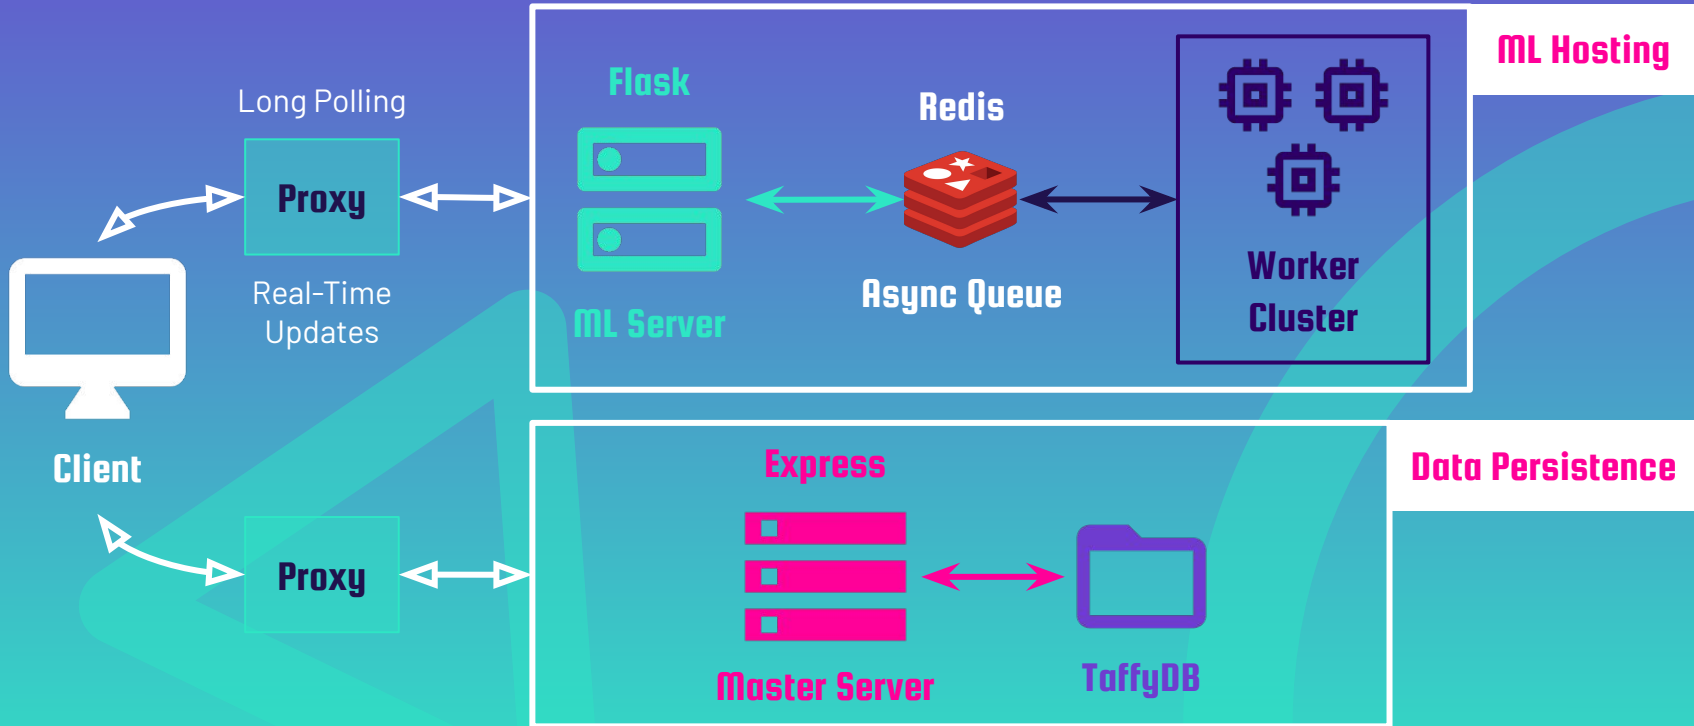 ML Hosting
Flask
Long Polling
Redis
Proxy
Worker
Cluster
Real-Time
Updates
Async Queue
ML Server
Client
Express
Data Persistence
Proxy
Master Server
TaffyDB